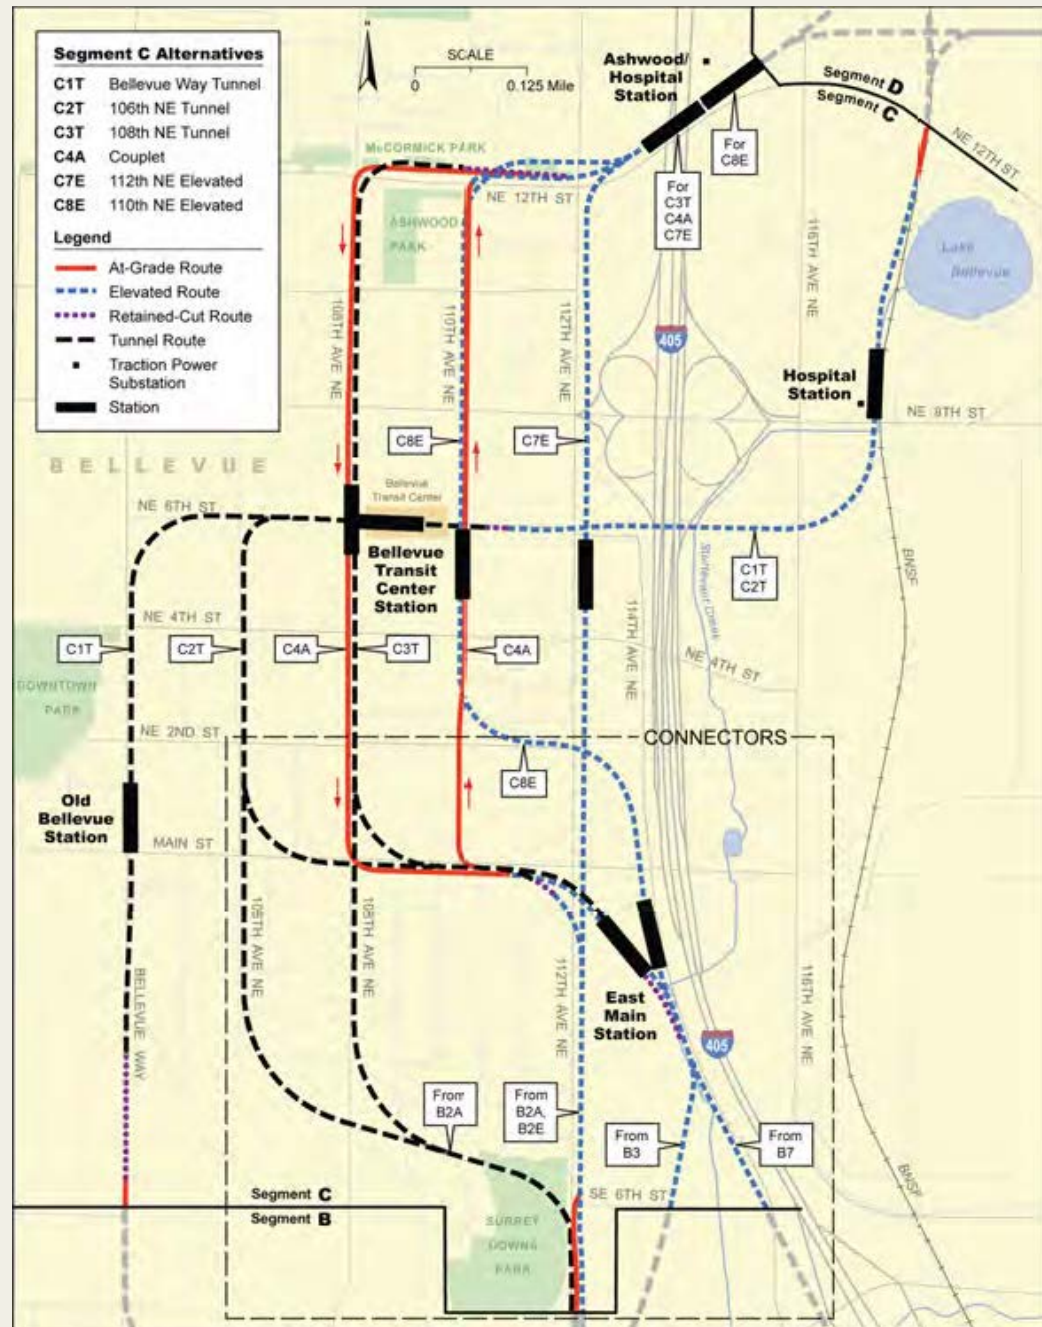 Segment C Alternatives
C1T Bellevue Way Tunnel
C2T 106th NE Tunnel
C3T 108th NE Tunnel
C4A Couplet
C7E 112th NE Elevated
C8E 110th NE Elevated
Legend
At-Grade Route
Elevated Route
Retained-Cut Route
Tunnel Route
Traction Power
Substation
Station
N
SCALE
0 0.125 Mile
Ashwood/
Hospital
Station
For
C8E
For
C3T
C4A
C7E
Segment D
Segment C
NE 12TH ST
McCORMICK PARK
NE 12TH ST
ASHWOOD
PARK
Lake
Bellevue
108TH AVE NE
110TH AVE NE
112TH AVE NE
116TH AVE NE
405
Hospital
Station
NE 8TH ST
C8E
C7E
BELLEVUE
NE 6TH ST
Bellevue
Transit Center
Bellevue
Transit
Center
Station
C1T
C2T
Sturtevant Creek
BNSF
NE 4TH ST
C1T
C2T
C4A
C3T
C4A
114TH AVE NE
NE 4TH ST
DOWNTOWN
PARK
NE 2ND ST
CONNECTORS
C8E
Old
Bellevue
Station
MAIN ST
106TH AVE NE
108TH AVE NE
112TH AVE NE
116TH AVE NE
BELLEVUE WAY
East
Main
Station
405
From
B2A
From
B2A,
B2E
From
B3
From
B7
BNSF
Segment C
Segment B
SE 6TH ST
SURREY
DOWNS
PARK